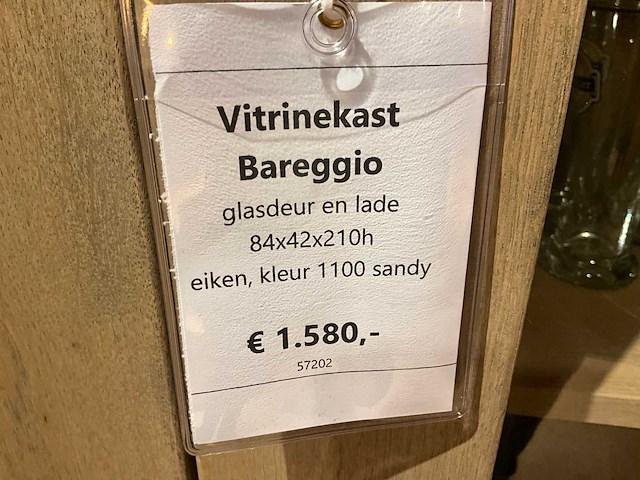 Vitrinekast
Bareggio
glasdeur en lade
84x42x210h
eiken, kleur 1100 sandy
€ 1.580,-
57202